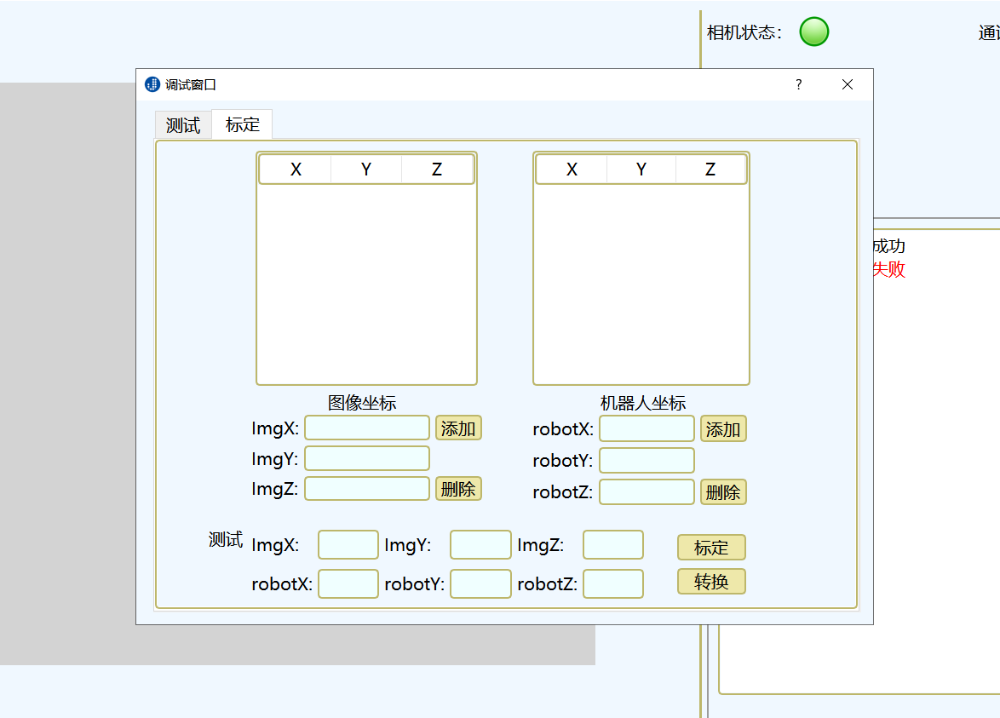 相机状态：
通
调试窗口
?
测试 标定
X Y Z
X Y Z
成功
失败
图像坐标
机器人坐标
ImgX: 添加
ImgY:
ImgZ: 删除
robotX: 添加
robotY:
robotZ: 删除
测试
ImgX: ImgY: ImgZ: 标定
robotX: robotY: robotZ: 转换